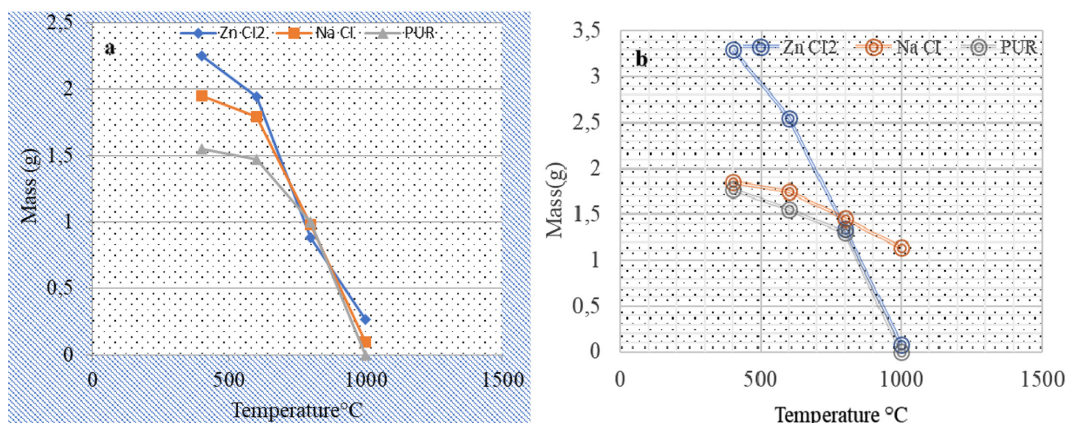 2,5
Zn Cl2 Na Cl PUR
a
2
1,5
1
0,5
0
0 500 1000 1500
Mass (g)
Temperature°C
3,5
Zn Cl2 Na Cl PUR
b
3
2,5
2
1,5
1
0,5
0
0 500 1000 1500
Mass(g)
Temperature °C